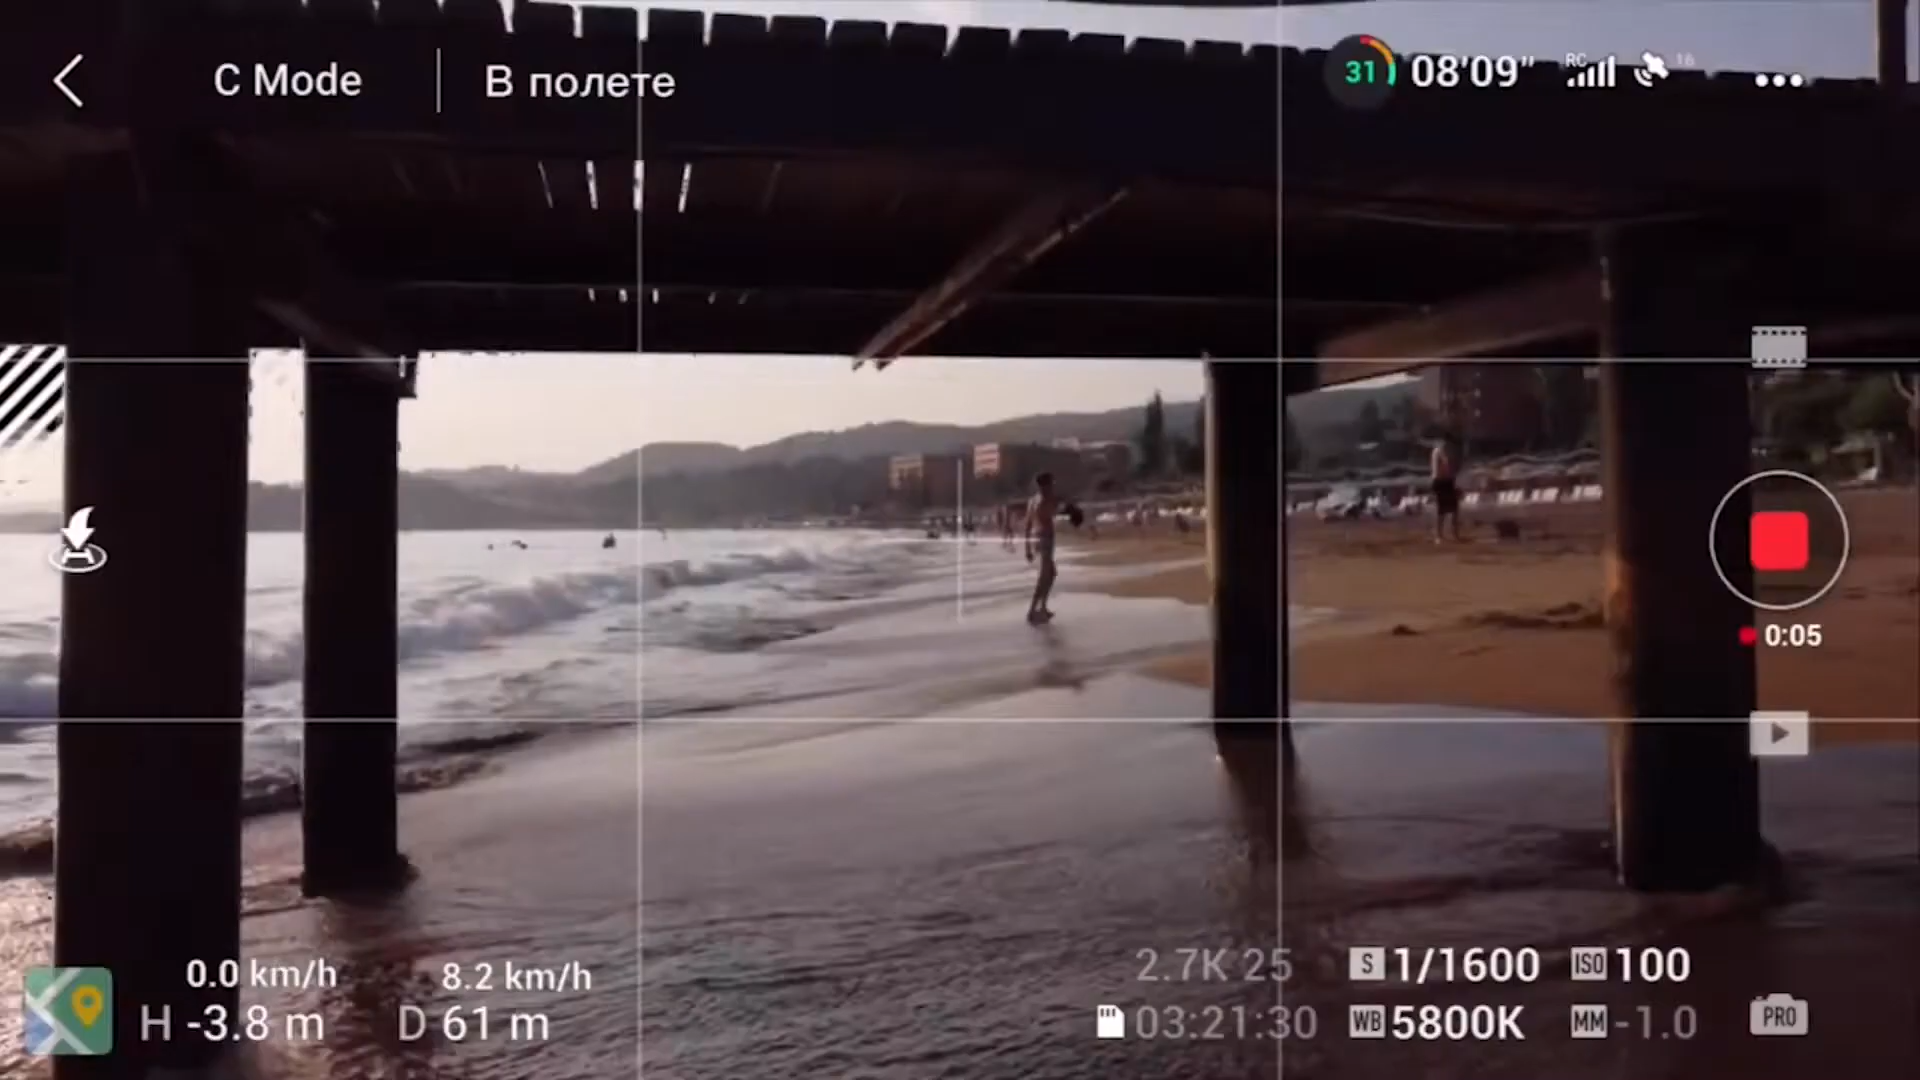 C Mode
В полете
31
08'09"
RC
16
0:05
0.0 km/h
8.2 km/h
H -3.8 m
D 61 m
2.7K 25
S 1/1600
ISO 100
03:21:30
WB 5800K
MM -1.0
PRO